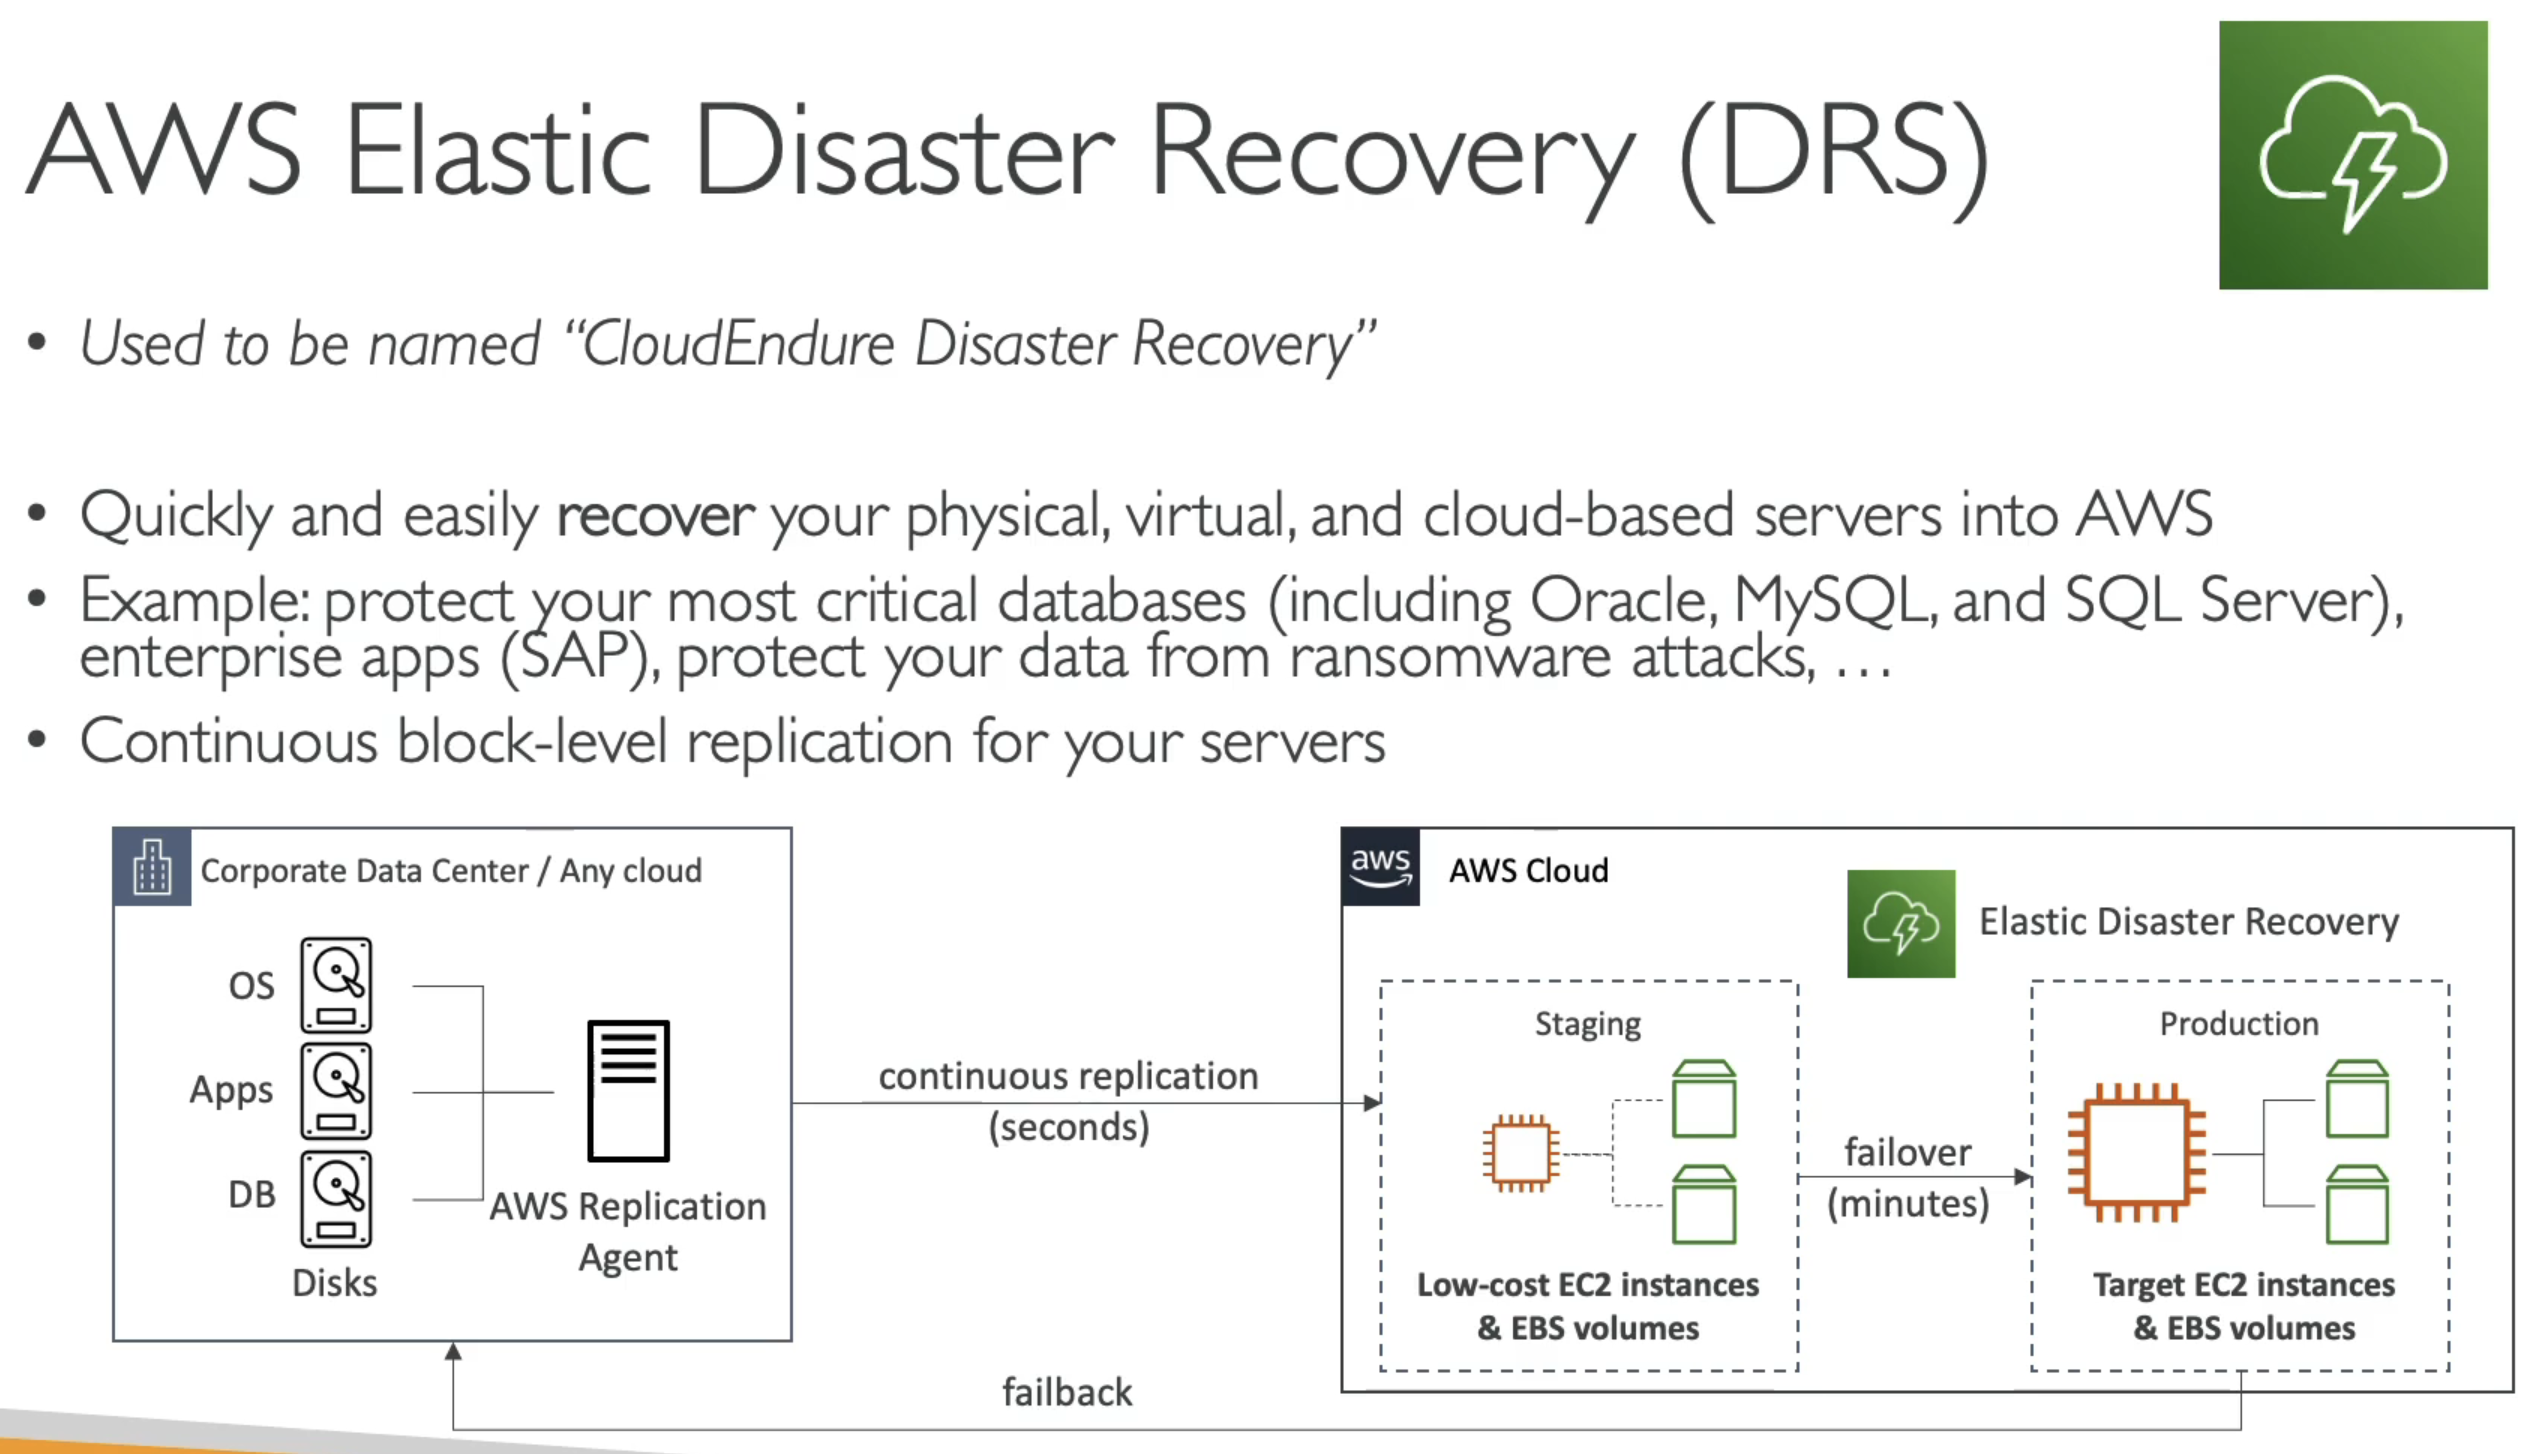 AWS Elastic Disaster Recovery (DRS)
• Used to be named “CloudEndure Disaster Recovery”
• Quickly and easily recover your physical, virtual, and cloud-based servers into AWS
• Example: protect your most critical databases (including Oracle, MySQL, and SQL Server),
enterprise apps (SAP), protect your data from ransomware attacks, …
• Continuous block-level replication for your servers
Corporate Data Center / Any cloud
OS
Apps
DB
Disks
AWS Replication
Agent
continuous replication
(seconds)
aws
AWS Cloud
Elastic Disaster Recovery
Staging
Low-cost EC2 instances
& EBS volumes
failover
(minutes)
Production
Target EC2 instances
& EBS volumes
failback